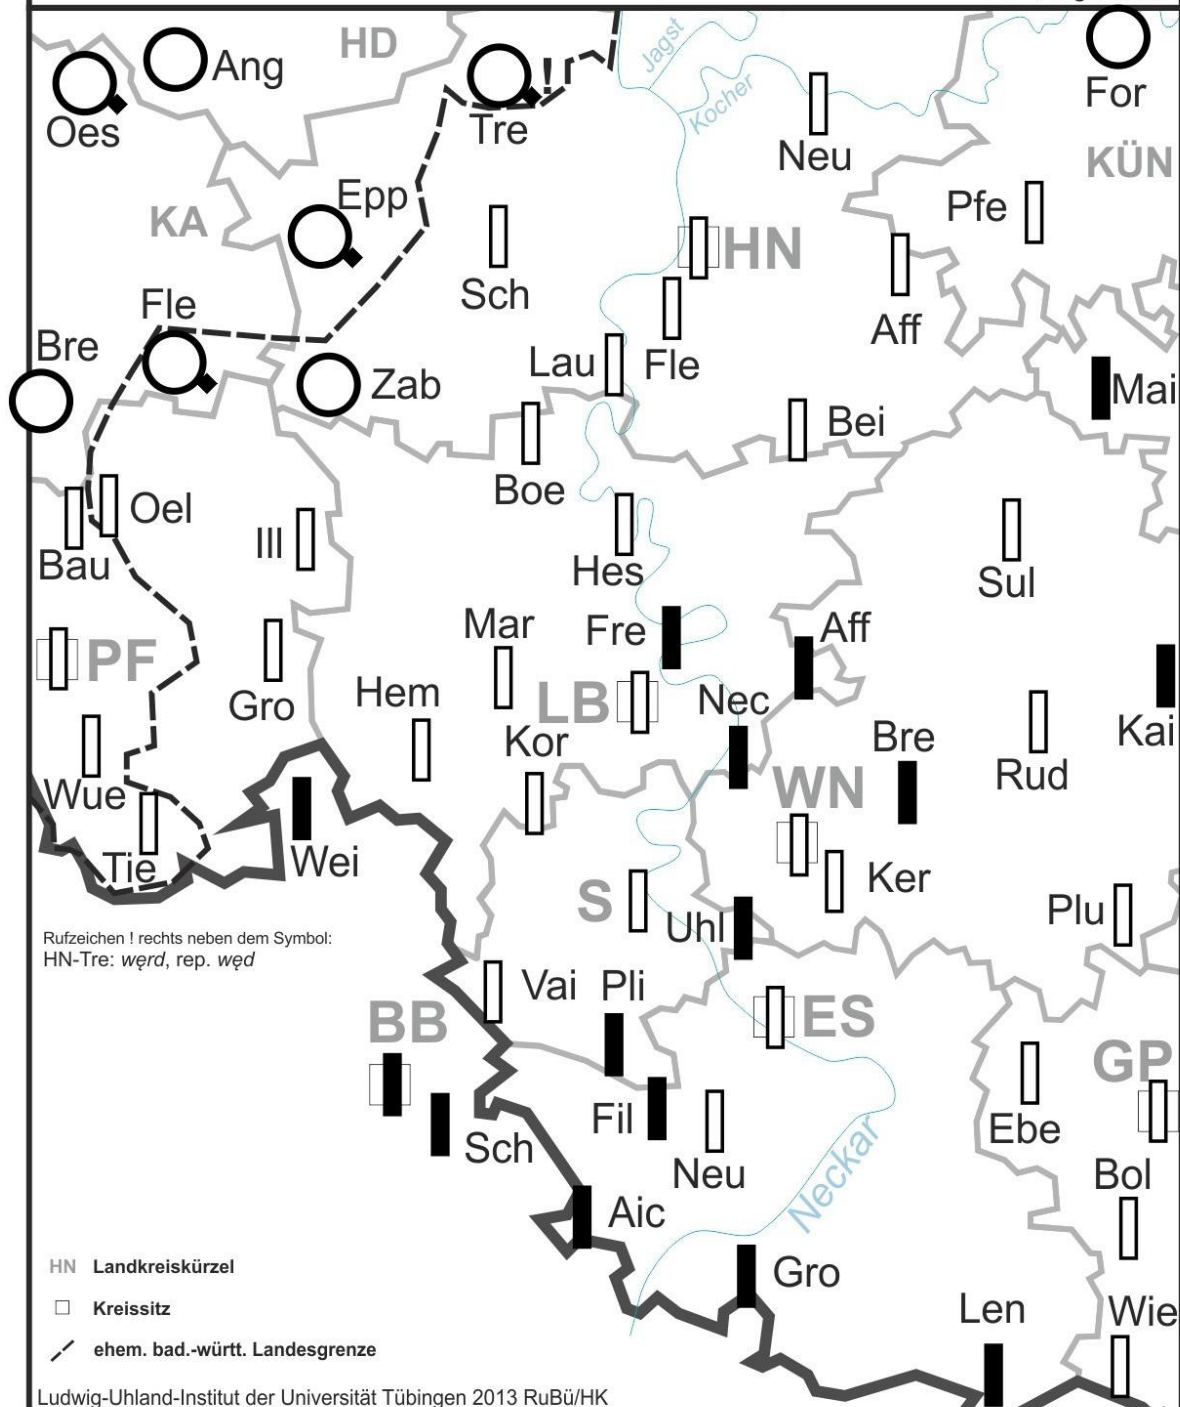 HD
Jagst
Ang
Oes
Tre
!
Kocher
For
Neu
KÜN
Epp
KA
Pfe
HN
Sch
Fle
Aff
Bre
Lau
Fle
Zab
Mai
Bei
Boe
Oel
Ill
Bau
Hes
Sul
Mar
Fre
Aff
PF
Gro
Hem
LB
Nec
Kor
Bre
Kai
Rud
Wue
WN
Tie
Wei
Ker
S
Uhl
Plu
Rufzeichen ! rechts neben dem Symbol:
HN-Tre: węrd, rep. węd
Vai
Pli
BB
ES
GP
Fil
Ebe
Sch
Neu
Bol
Neckar
Aic
HN Landkreiskürzel
Gro
Kreissitz
Len
Wie
ehem. bad.-württ. Landesgrenze
Ludwig-Uhland-Institut der Universität Tübingen 2013 RuBü/HK